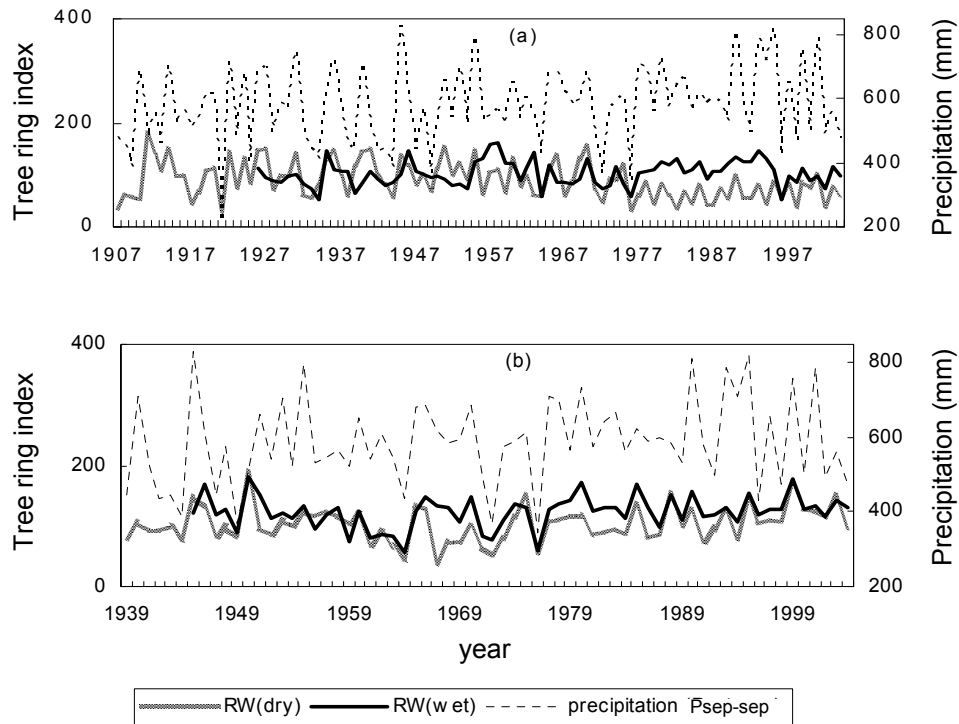 400
200
0
Tree ring index
(a)
800
600
400
200
Precipitation (mm)
1907 1917 1927 1937 1947 1957 1967 1977 1987 1997
400
200
0
Tree ring index
(b)
800
600
400
200
Precipitation (mm)
1939 1949 1959 1969 1979 1989 1999
year
RW(dry) RW(wet) precipitation Psep-sep